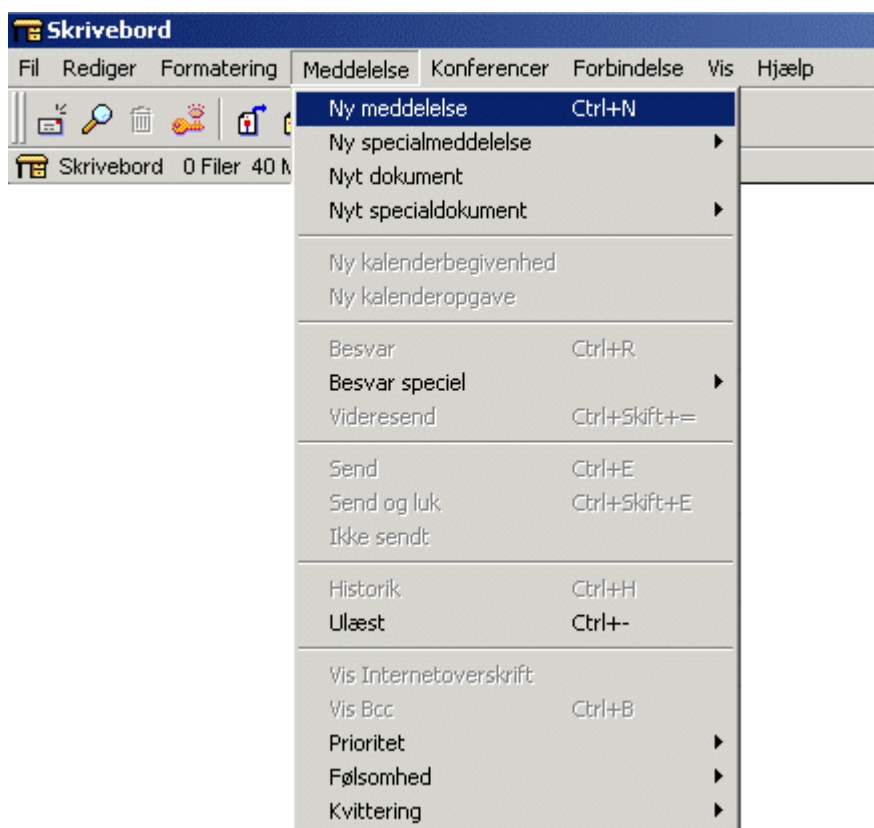 Skrivebord
Fil Rediger Formatering Meddelelse Konferencer Forbindelse Vis Hjælp
Skrivebord 0 Filer 40
Ny meddelelse Ctrl+N
Ny specialmeddelelse
Nyt dokument
Nyt specialdokument
Ny kalenderbegivenhed
Ny kalenderopgave
Besvar Ctrl+R
Besvar speciel
Videresend Ctrl+Skift+=
Send Ctrl+E
Send og luk Ctrl+Skift+E
Ikke sendt
Historik Ctrl+H
Ulæst Ctrl+-
Vis Internetoverskrift
Vis Bcc Ctrl+B
Prioritet
Følsomhed
Kvittering